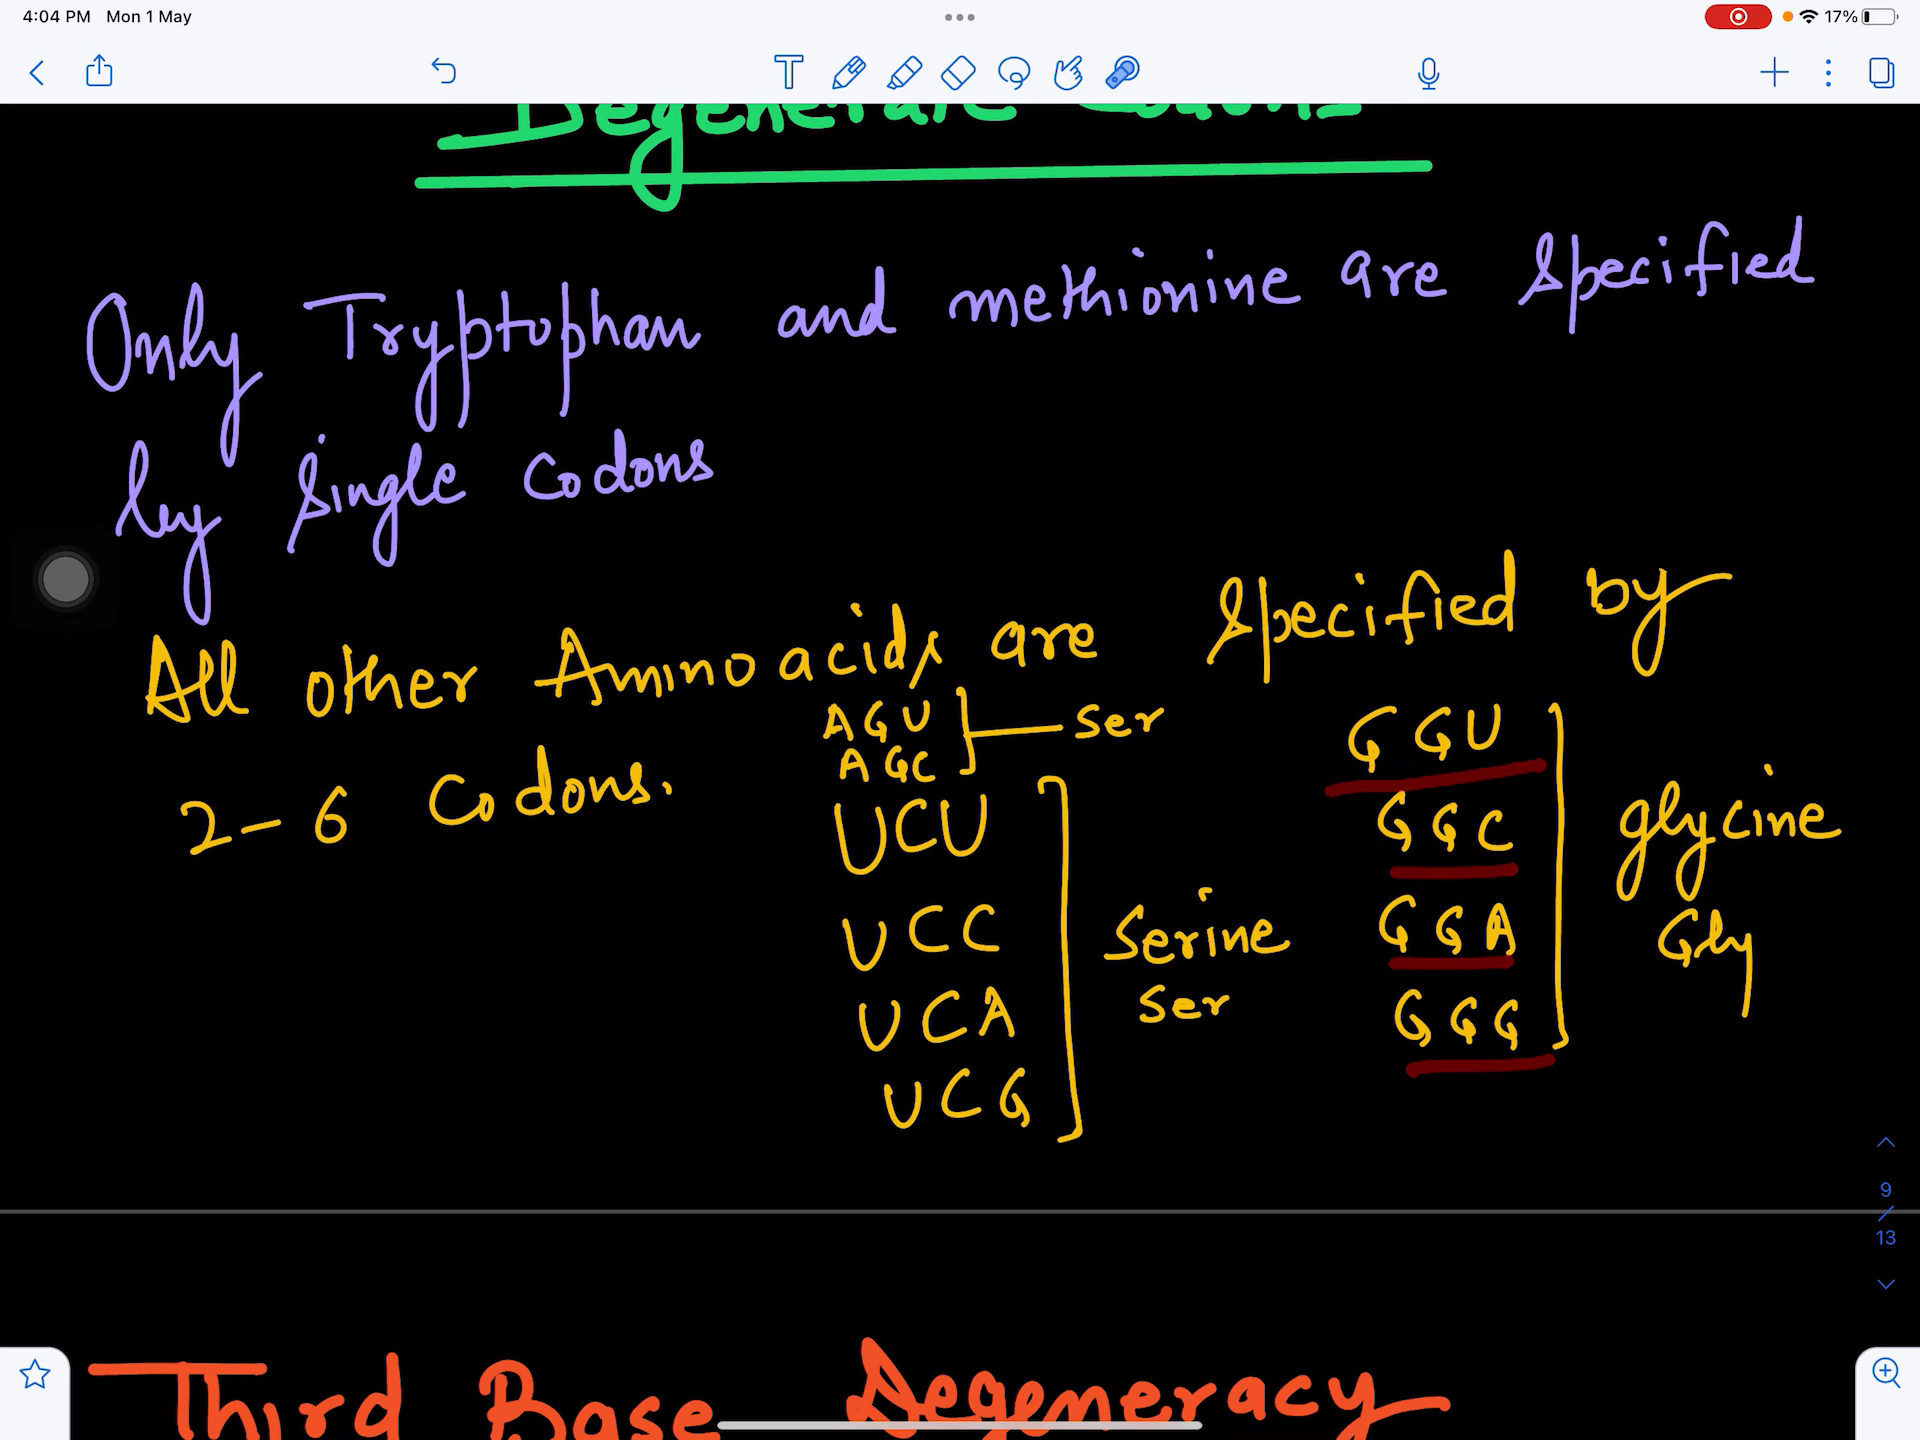 4:04 PM Mon 1 May
17%
Degenerate Codons
Only Tryptophan and methionine are specified
by single codons
All other Amino acids are specified by
2-6 Codons.
AGU
AGC
Ser
UCU
UCC
UCA
UCG
Serine
Ser
GGU
GGC
GGA
GGG
glycine
Gly
9
/
13
Third Base Degeneracy